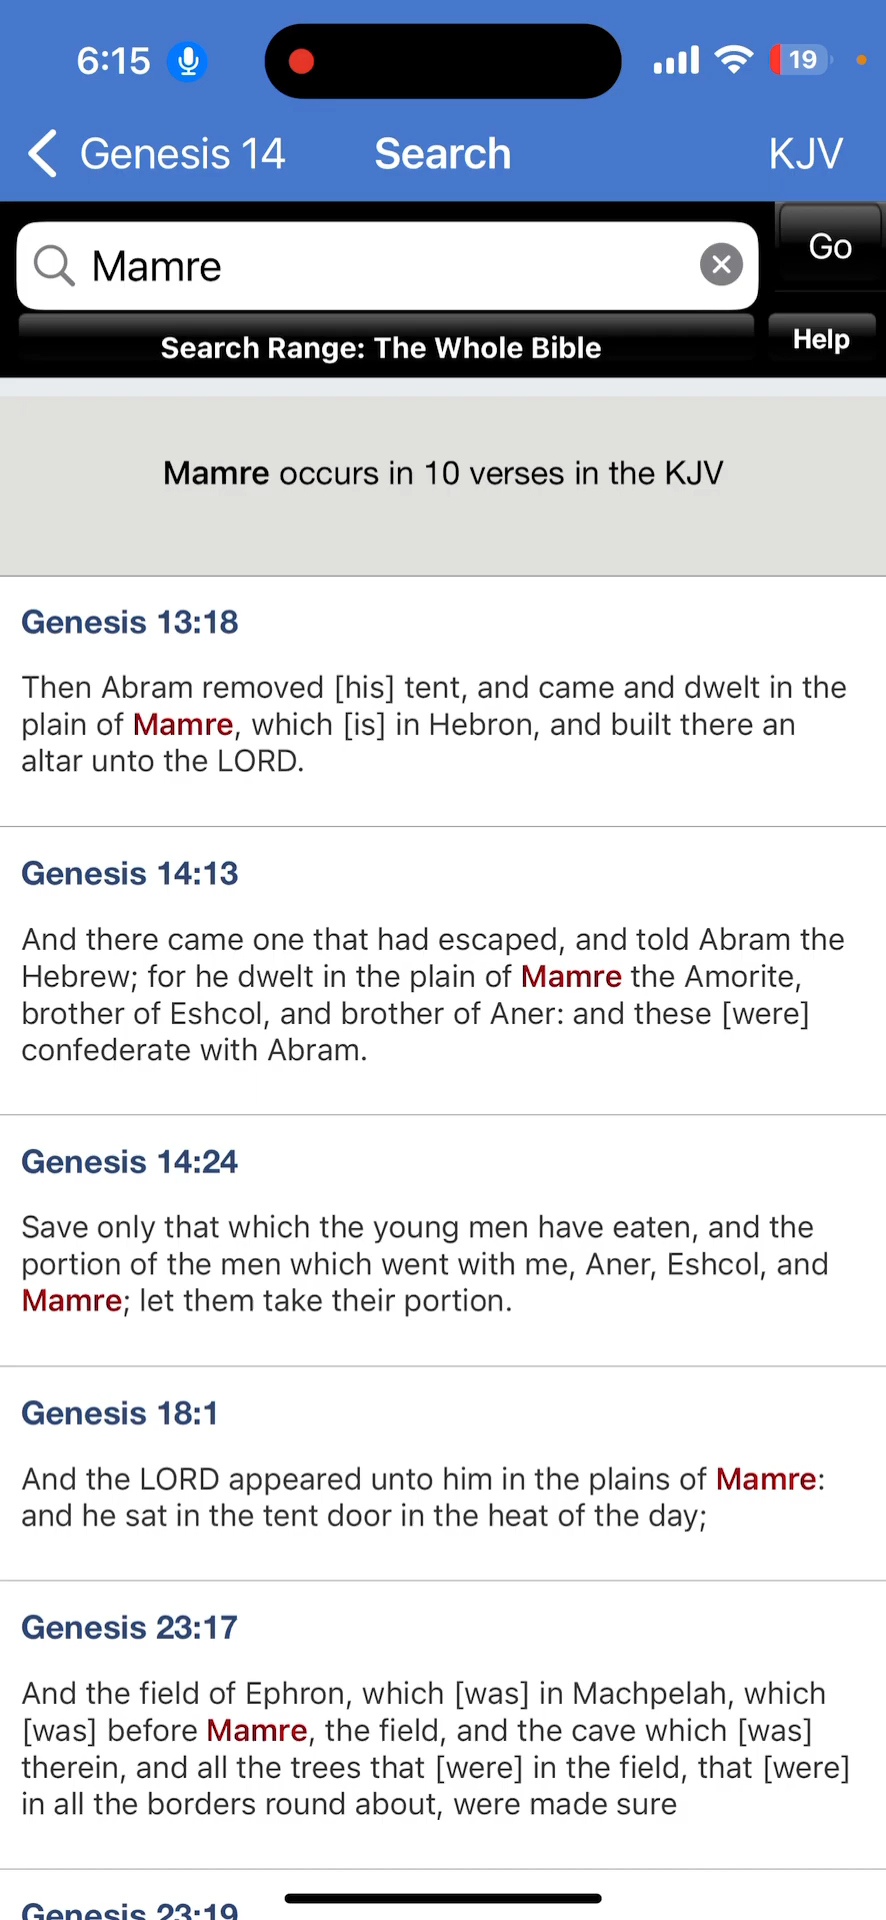 6:15
19
Genesis 14
Search
KJV
Mamre
Go
Search Range: The Whole Bible
Help
Mamre occurs in 10 verses in the KJV
Genesis 13:18
Then Abram removed [his] tent, and came and dwelt in the
plain of Mamre, which [is] in Hebron, and built there an
altar unto the LORD.
Genesis 14:13
And there came one that had escaped, and told Abram the
Hebrew; for he dwelt in the plain of Mamre the Amorite,
brother of Eshcol, and brother of Aner: and these [were]
confederate with Abram.
Genesis 14:24
Save only that which the young men have eaten, and the
portion of the men which went with me, Aner, Eshcol, and
Mamre; let them take their portion.
Genesis 18:1
And the LORD appeared unto him in the plains of Mamre:
and he sat in the tent door in the heat of the day;
Genesis 23:17
And the field of Ephron, which [was] in Machpelah, which
[was] before Mamre, the field, and the cave which [was]
therein, and all the trees that [were] in the field, that [were]
in all the borders round about, were made sure
Genesis 23:19